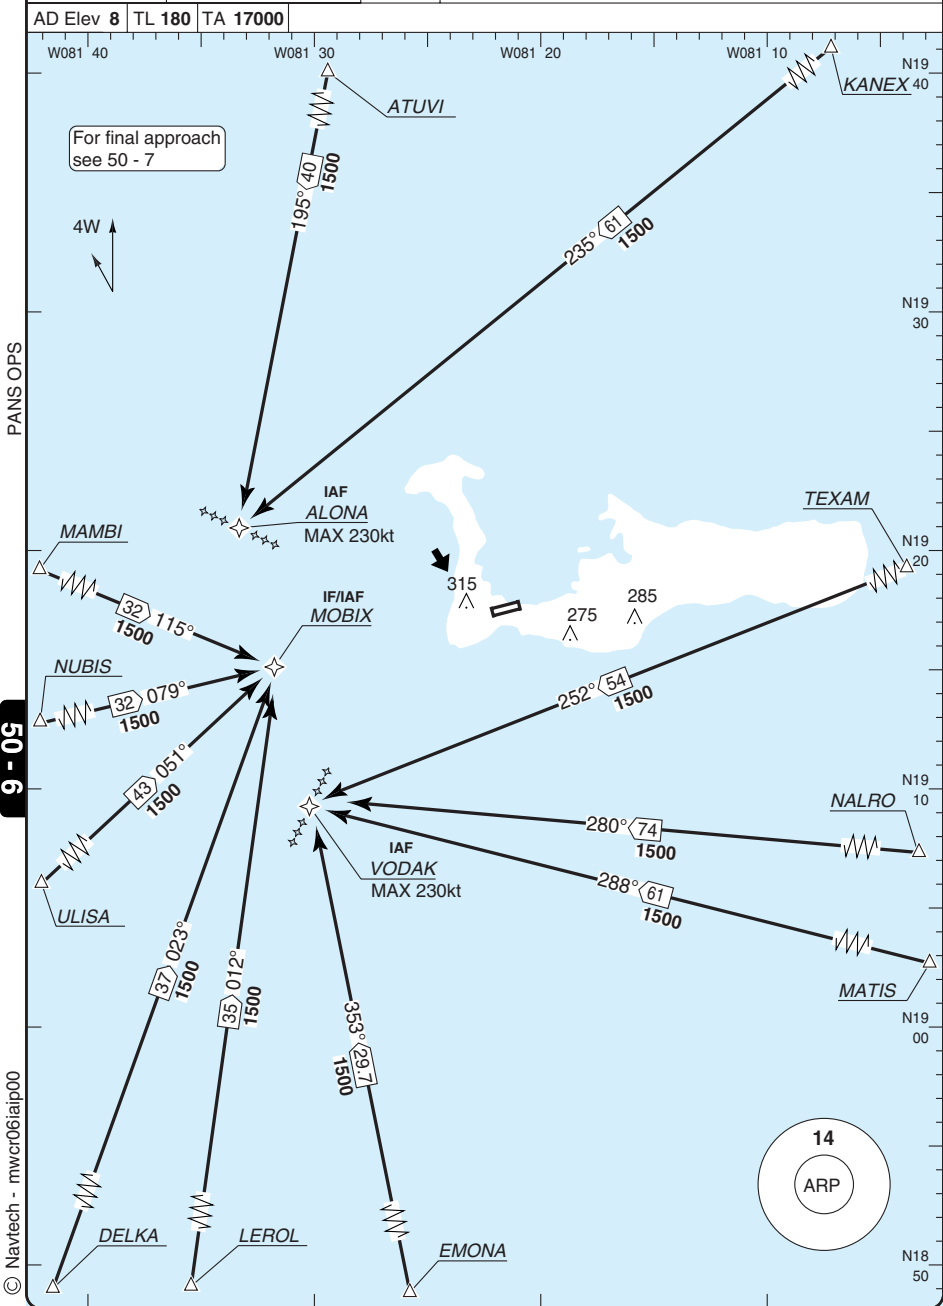 AD Elev 8 TL 180 TA 17000
W081 40
W081 30
W081 20
W081 10
N19
40
KANEX
ATUVI
For final approach
see 50 - 7
195° 40
1500
4W
235° 61
1500
N19
30
PANS OPS
IAF
ALONA
MAX 230kt
TEXAM
MAMBI
N19
20
315
285
275
IF/IAF
MOBIX
32 115°
1500
NUBIS
32 079°
1500
252° 54
1500
50 - 6
43 051°
1500
N19
10
NALRO
280° 74
1500
IAF
VODAK
MAX 230kt
288° 61
1500
ULISA
37 023°
1500
35 012°
1500
MATIS
N19
00
353° 29.7
1500
© Navtech - mwcr06iaip00
14
ARP
DELKA
LEROL
EMONA
N18
50